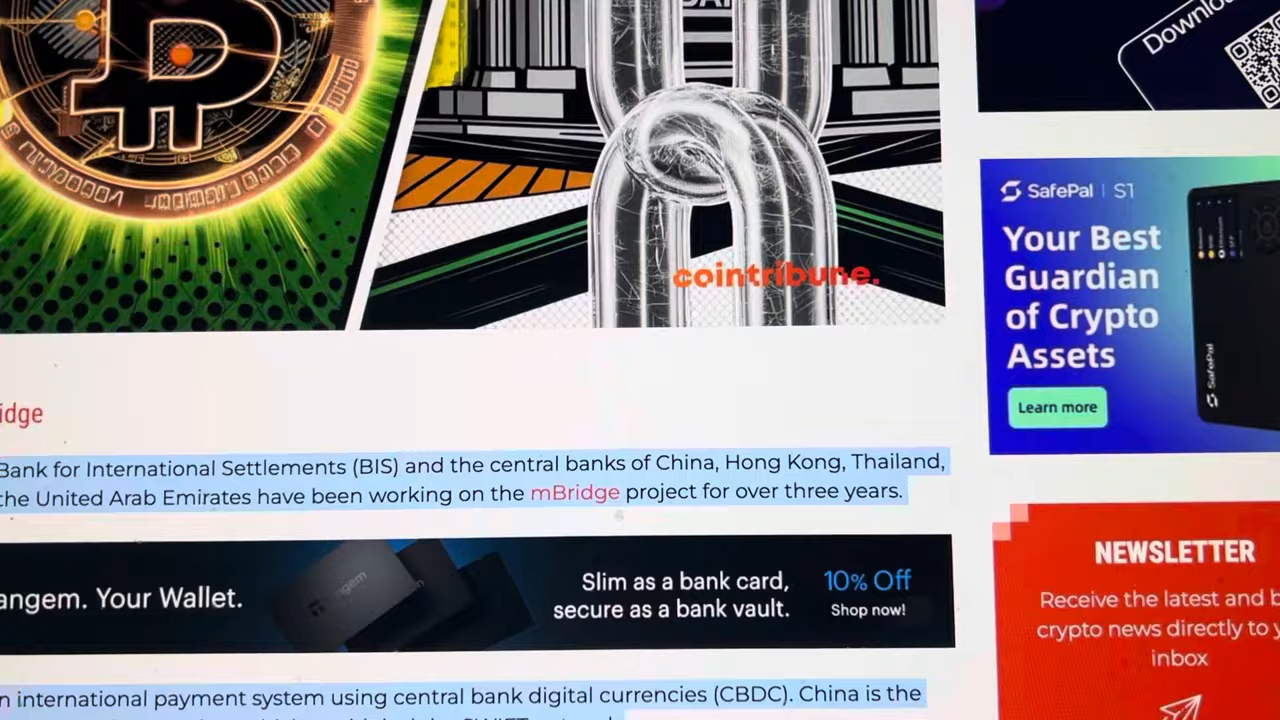 Downlo
cointribune.
SafePal | S1
Your Best
Guardian
of Crypto
Assets
Learn more
SafePal
idge
Bank for International Settlements (BIS) and the central banks of China, Hong Kong, Thailand,
the United Arab Emirates have been working on the mBridge project for over three years.
angem. Your Wallet.
Slim as a bank card,
secure as a bank vault.
10% Off
Shop now!
NEWSLETTER
Receive the latest and b
crypto news directly to y
inbox
n international payment system using central bank digital currencies (CBDC). China is the